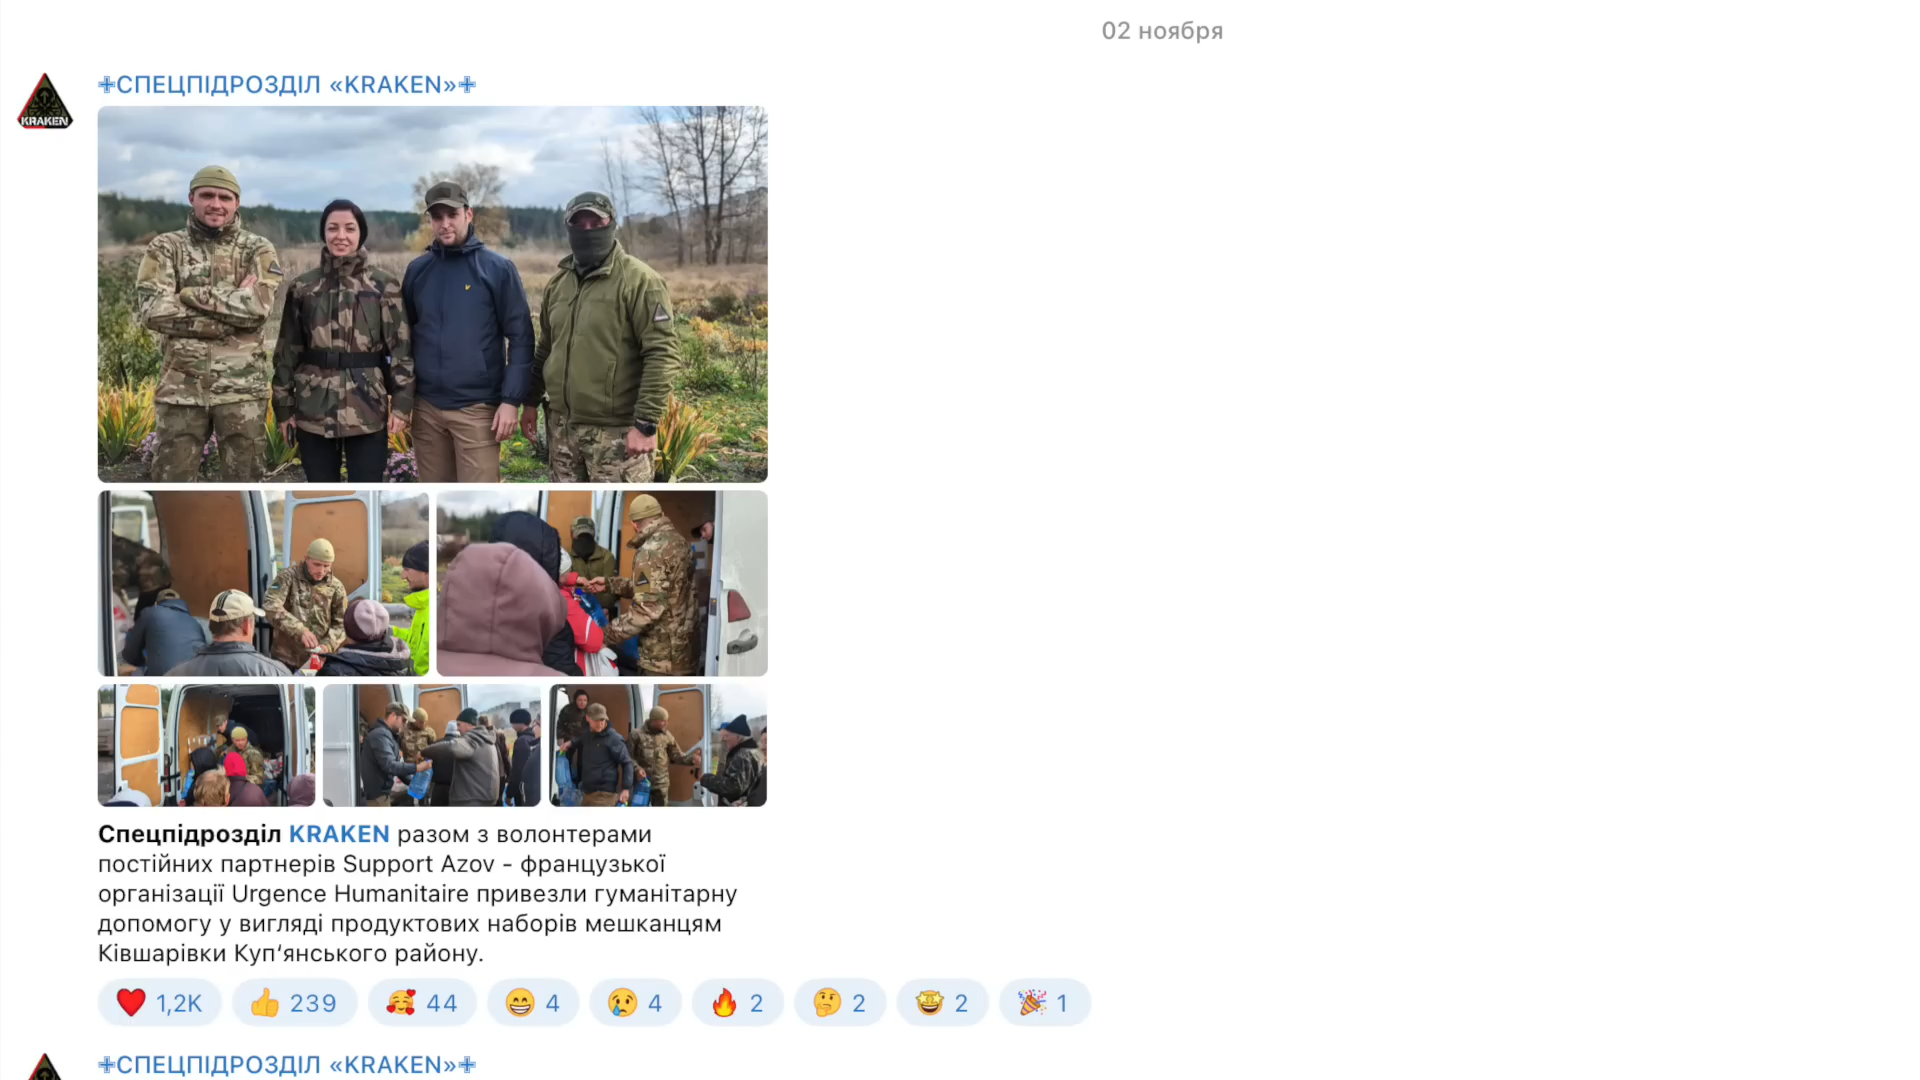 02 ноября
✙СПЕЦПІДРОЗДІЛ «KRAKEN»✙
KRAKEN
Спецпідрозділ KRAKEN разом з волонтерами
постійних партнерів Support Azov - французької
організації Urgence Humanitaire привезли гуманітарну
допомогу у вигляді продуктових наборів мешканцям
Ківшарівки Куп‘янського району.
1,2K 239 44 4 4 2 2 2 1
✙СПЕЦПІДРОЗДІЛ «KRAKEN»✙